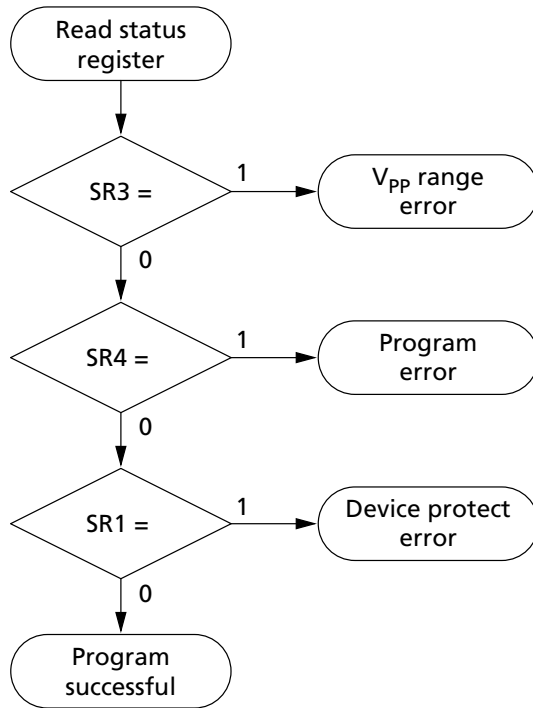 Read status
register
SR3 =
1
V_PP range
error
0
SR4 =
1
Program
error
0
SR1 =
1
Device protect
error
0
Program
successful